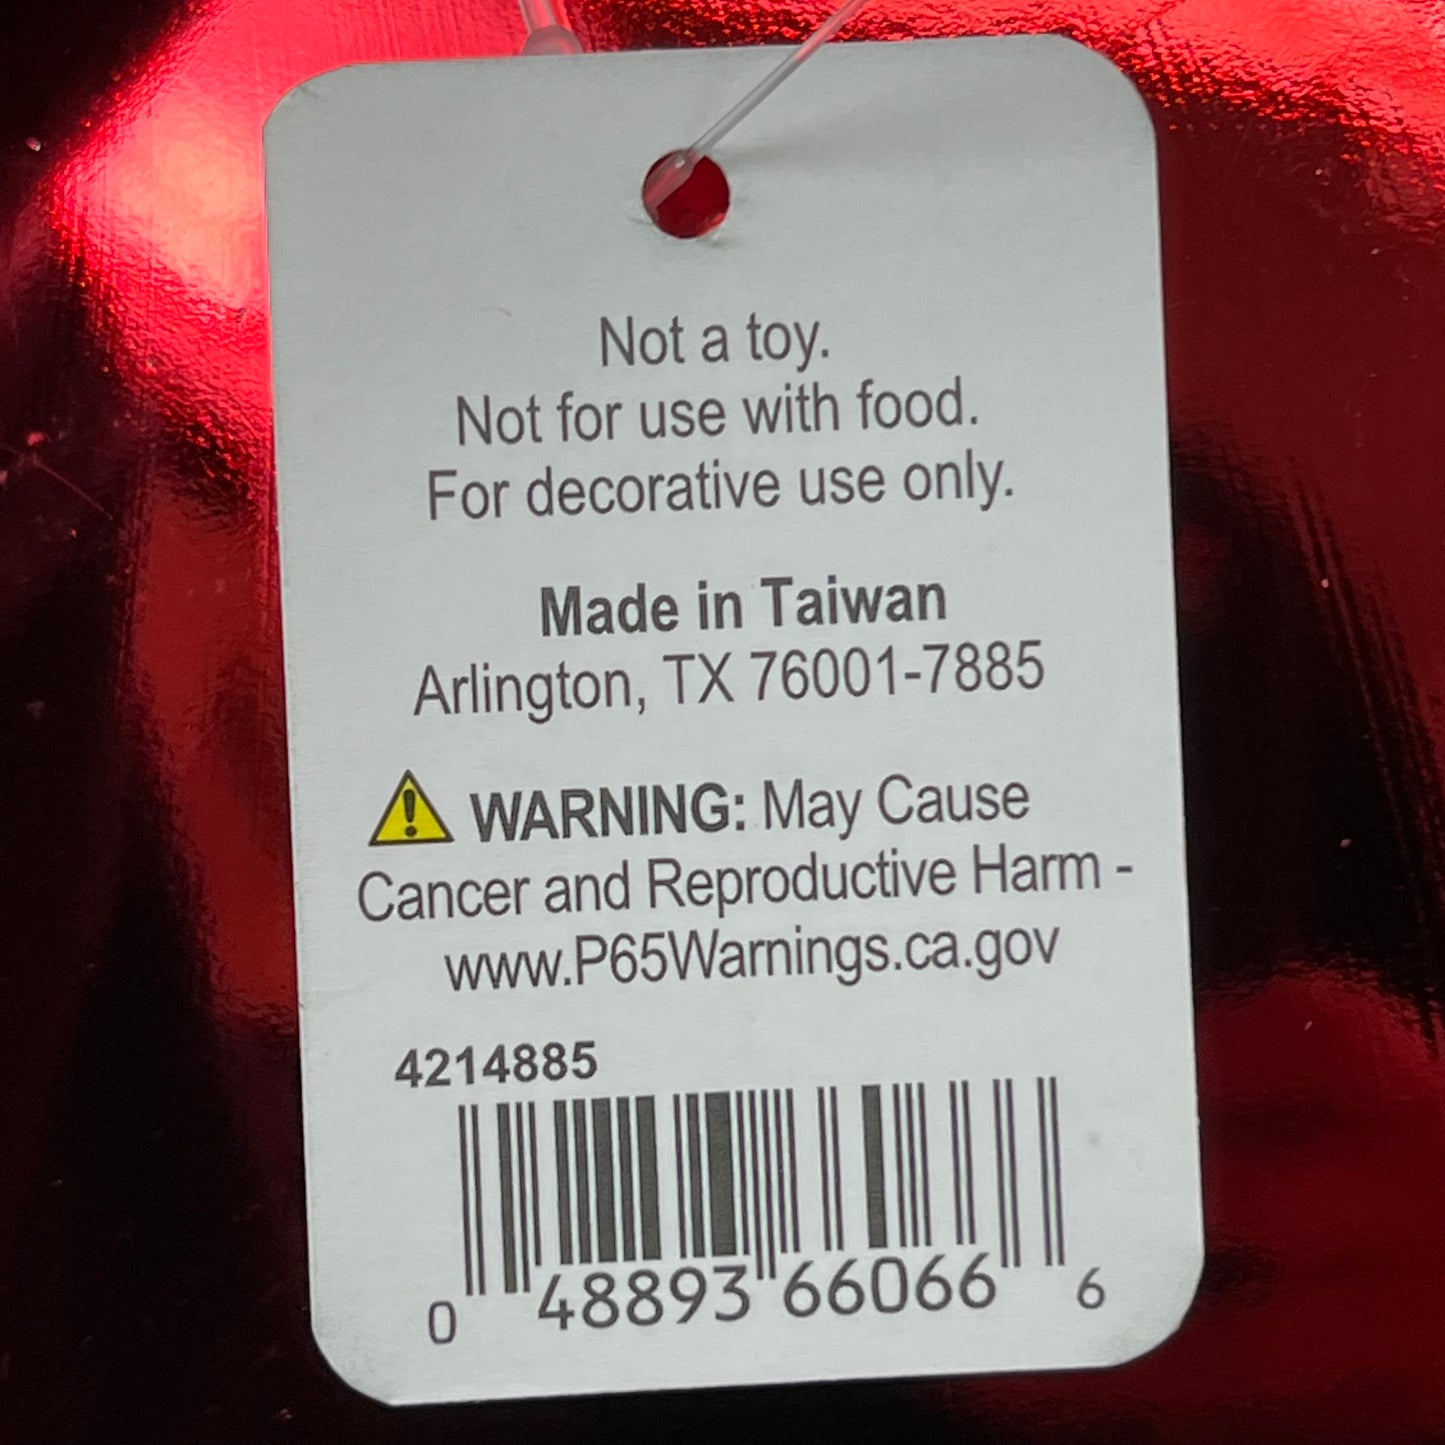 Not a toy.
Not for use with food.
For decorative use only.
Made in Taiwan
Arlington, TX 76001-7885
WARNING: May Cause
Cancer and Reproductive Harm -
www.P65Warnings.ca.gov
4214885
0 48893 66066 6